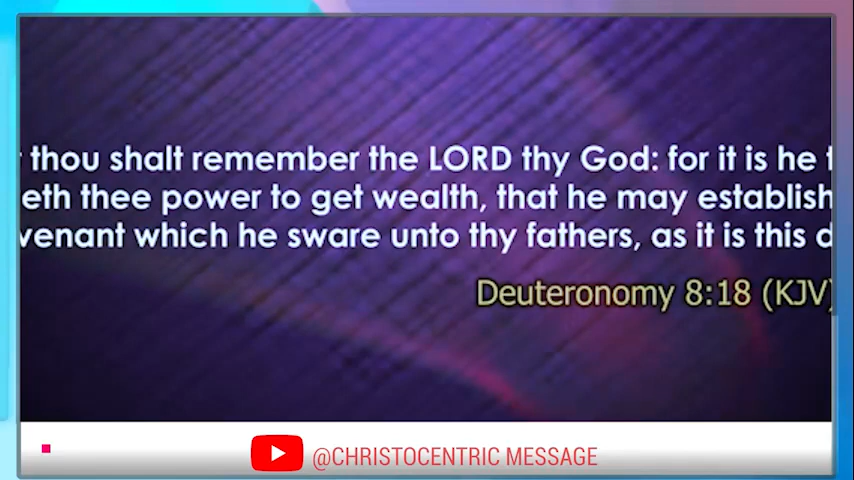 thou shalt remember the LORD thy God: for it is he
eth thee power to get wealth, that he may establish
venant which he sware unto thy fathers, as it is this
Deuteronomy 8:18 (KJV)
@CHRISTOCENTRIC MESSAGE